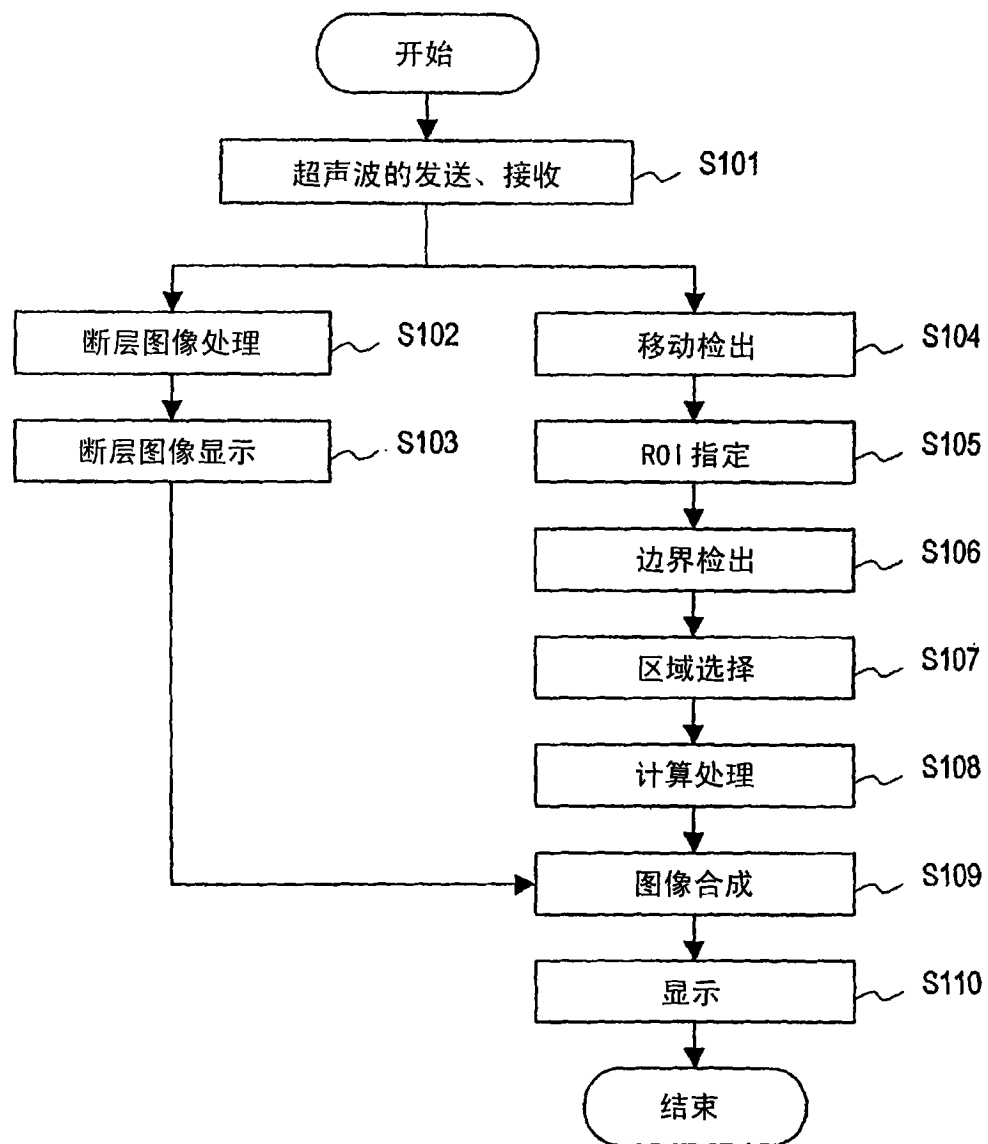 开始
超声波的发送、接收
S101
断层图像处理
S102
断层图像显示
S103
移动检出
S104
ROI指定
S105
边界检出
S106
区域选择
S107
计算处理
S108
图像合成
S109
显示
S110
结束